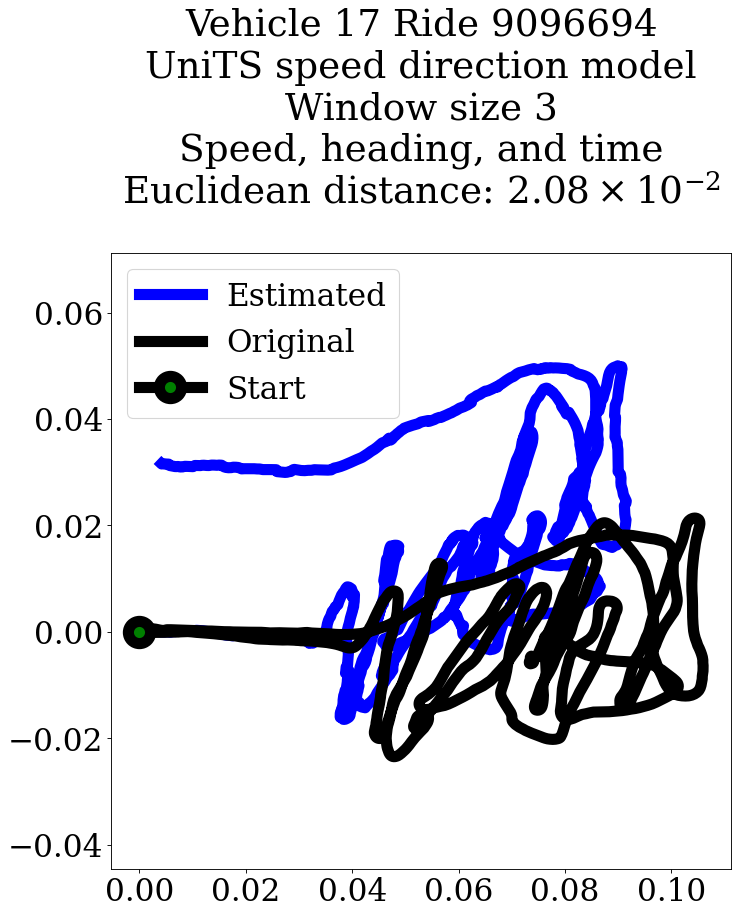 Vehicle 17 Ride 9096694
UniTS speed direction model
Window size 3
Speed, heading, and time
Euclidean distance: 2.08 × 10⁻²
Estimated
Original
Start
0.06
0.04
0.02
0.00
−0.02
−0.04
0.00 0.02 0.04 0.06 0.08 0.10